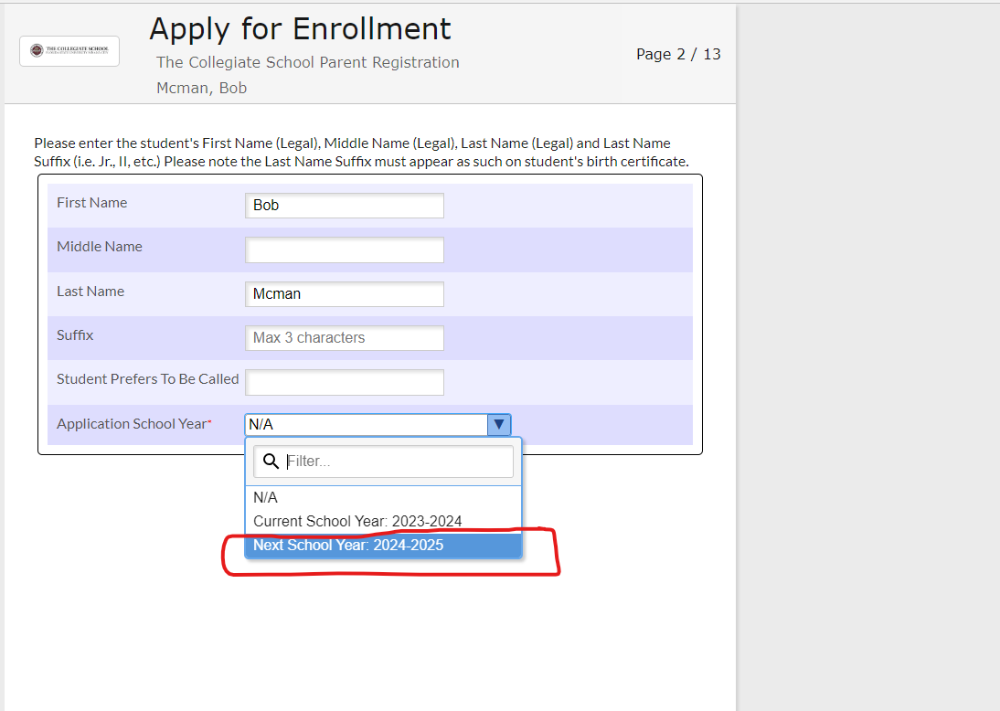 THE COLLEGIATE SCHOOL
Apply for Enrollment
The Collegiate School Parent Registration
Mcman, Bob
Page 2 / 13
Please enter the student's First Name (Legal), Middle Name (Legal), Last Name (Legal) and Last Name
Suffix (i.e. Jr., II, etc.) Please note the Last Name Suffix must appear as such on student's birth certificate.
First Name Bob
Middle Name
Last Name Mcman
Suffix Max 3 characters
Student Prefers To Be Called
Application School Year* N/A
Filter...
N/A
Current School Year: 2023-2024
Next School Year: 2024-2025